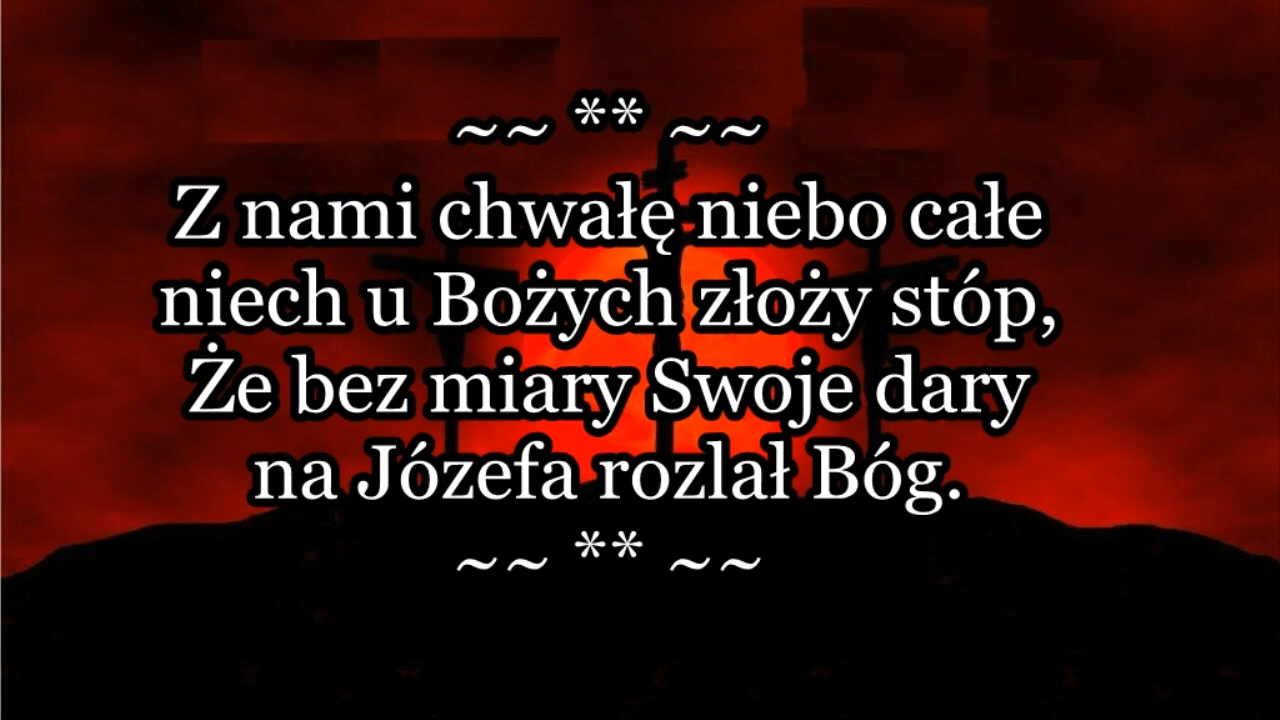 ~~ ** ~~
Z nami chwałę niebo całe
niech u Bożych złoży stóp,
Że bez miary Swoje dary
na Józefa rozlał Bóg.
~~ ** ~~